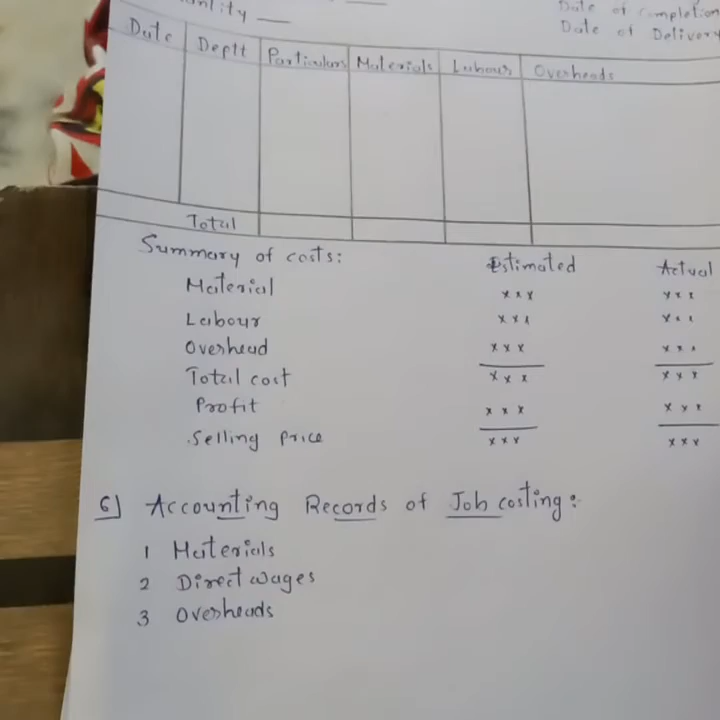 Date of Completion
Date of Delivery
Date Deptt Particulars Materials Labour Overheads
Total
Summary of costs: Estimated Actual
Material xxx xxx
Labour xxx xxx
Overhead xxx xxx
Total cost xxx xxx
Profit xxx xxx
Selling price xxx xxx
6) Accounting Records of Job costing:
1 Materials
2 Direct wages
3 Overheads